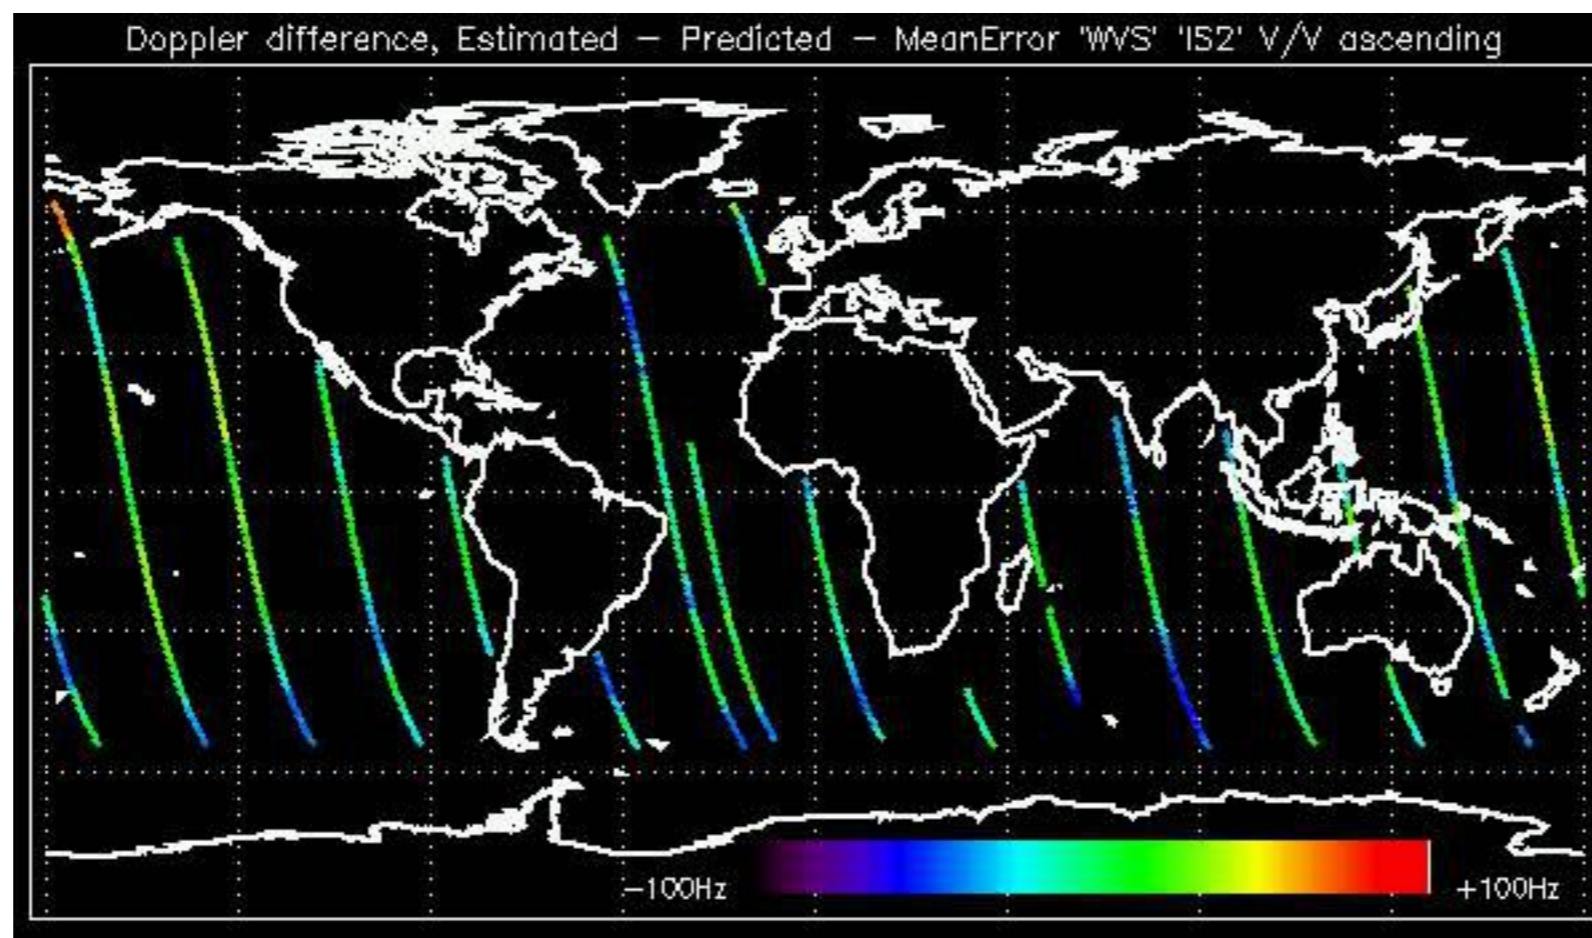 Doppler difference, Estimated — Predicted — MeanError 'WVS' 'IS2' V/V ascending
—100Hz +100Hz